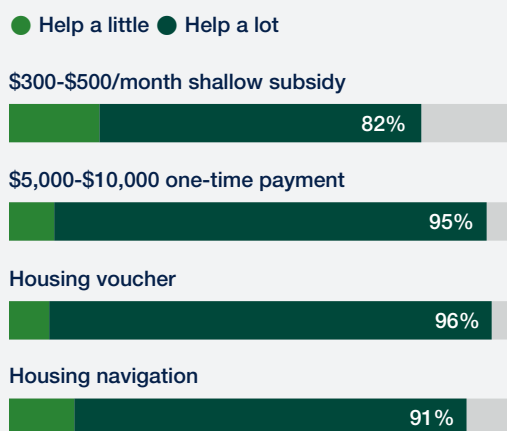 Help a little Help a lot
$300-$500/month shallow subsidy
82%
$5,000-$10,000 one-time payment
95%
Housing voucher
96%
Housing navigation
91%